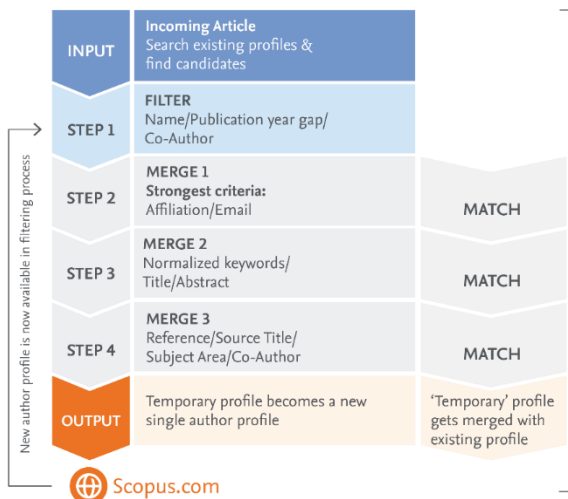 INPUT
Incoming Article
Search existing profiles &
find candidates
STEP 1
FILTER
Name/Publication year gap/
Co-Author
STEP 2
MERGE 1
Strongest criteria:
Affiliation/Email
MATCH
STEP 3
MERGE 2
Normalized keywords/
Title/Abstract
MATCH
STEP 4
MERGE 3
Reference/Source Title/
Subject Area/Co-Author
MATCH
OUTPUT
Temporary profile becomes a new
single author profile
‘Temporary’ profile
gets merged with
existing profile
New author profile is now available in filtering process
Scopus.com